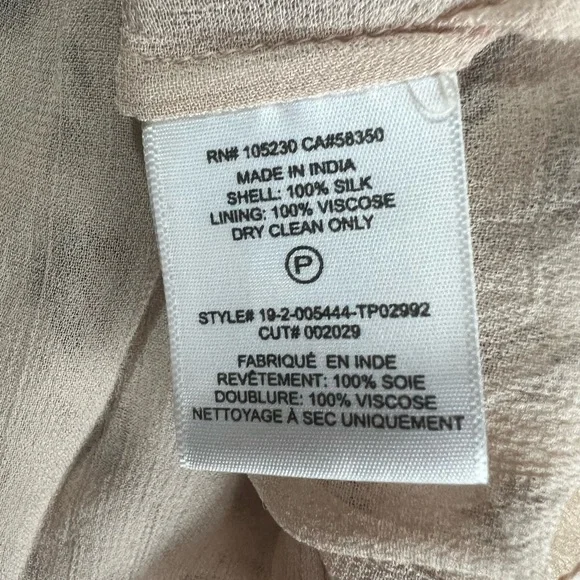 RN# 105230 CA#58350
MADE IN INDIA
SHELL: 100% SILK
LINING: 100% VISCOSE
DRY CLEAN ONLY
P
STYLE# 19-2-005444-TP02992
CUT# 002029
FABRIQUÉ EN INDE
REVÊTEMENT: 100% SOIE
DOUBLURE: 100% VISCOSE
NETTOYAGE À SEC UNIQUEMENT